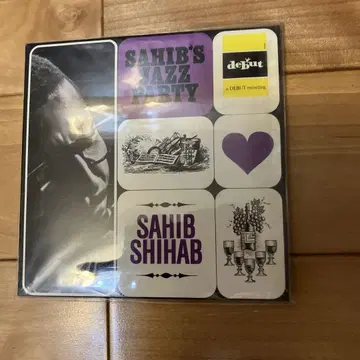 SAHIB'S
JAZZ
PARTY
debut
a DEBUT recording
SAHIB
SHIHAB